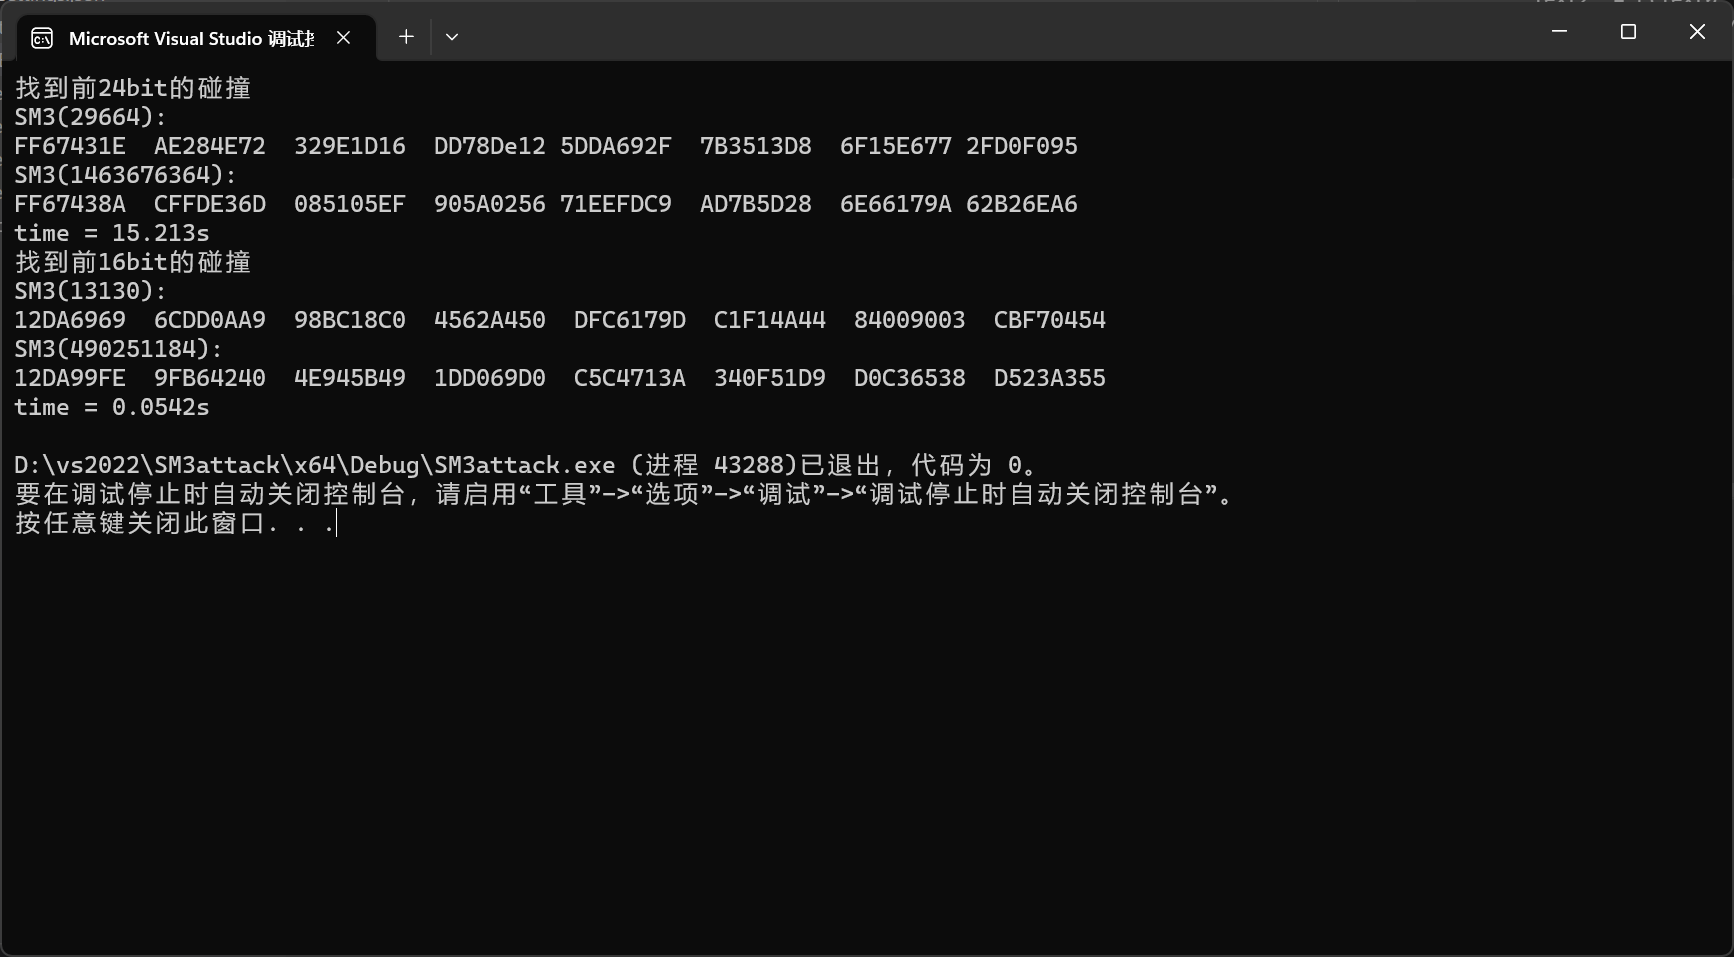 Microsoft Visual Studio 调试
找到前24bit的碰撞
SM3(29664):
FF67431E  AE284E72  329E1D16  DD78De12 5DDA692F  7B3513D8  6F15E677 2FD0F095
SM3(1463676364):
FF67438A  CFFDE36D  085105EF  905A0256 71EEFDC9  AD7B5D28  6E66179A 62B26EA6
time = 15.213s
找到前16bit的碰撞
SM3(13130):
12DA6969  6CDD0AA9  98BC18C0  4562A450  DFC6179D  C1F14A44  84009003  CBF70454
SM3(490251184):
12DA99FE  9FB64240  4E945B49  1DD069D0  C5C4713A  340F51D9  D0C36538  D523A355
time = 0.0542s
D:\vs2022\SM3attack\x64\Debug\SM3attack.exe (进程 43288)已退出，代码为 0。
要在调试停止时自动关闭控制台，请启用“工具”->“选项”->“调试”->“调试停止时自动关闭控制台”。
按任意键关闭此窗口. . .